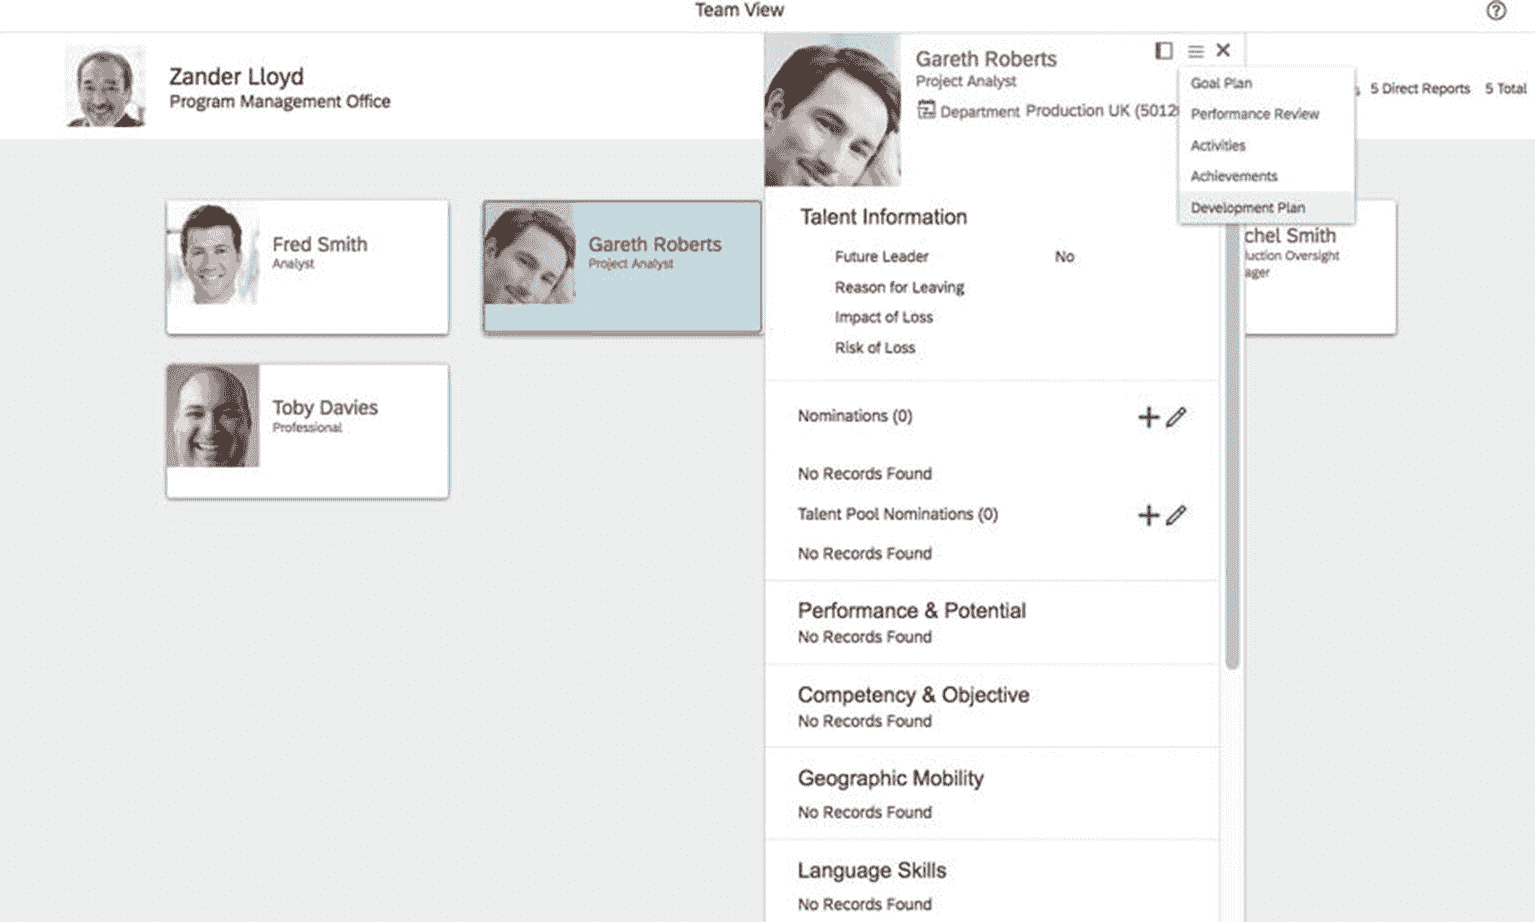 Team View
Zander Lloyd
Program Management Office
5 Direct Reports 5 Total
Gareth Roberts
Project Analyst
Department Production UK (5012
Goal Plan
Performance Review
Activities
Achievements
Development Plan
Fred Smith
Analyst
Gareth Roberts
Project Analyst
chel Smith
uction Oversight
ager
Toby Davies
Professional
Talent Information
Future Leader No
Reason for Leaving
Impact of Loss
Risk of Loss
Nominations (0)
No Records Found
Talent Pool Nominations (0)
No Records Found
Performance & Potential
No Records Found
Competency & Objective
No Records Found
Geographic Mobility
No Records Found
Language Skills
No Records Found